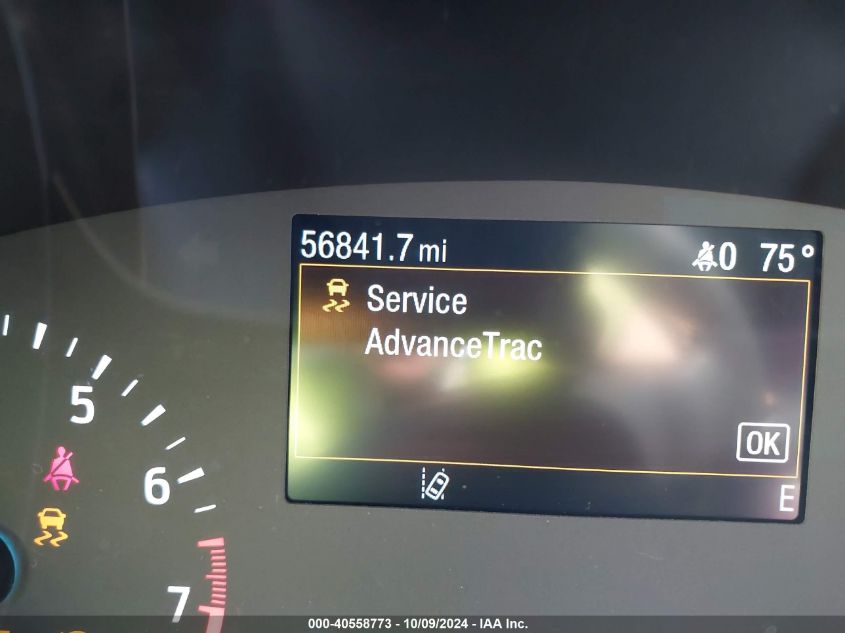 56841.7 mi
0 75°
Service
AdvanceTrac
OK
E
5
6
7
000-40558773 - 10/09/2024 - IAA Inc.